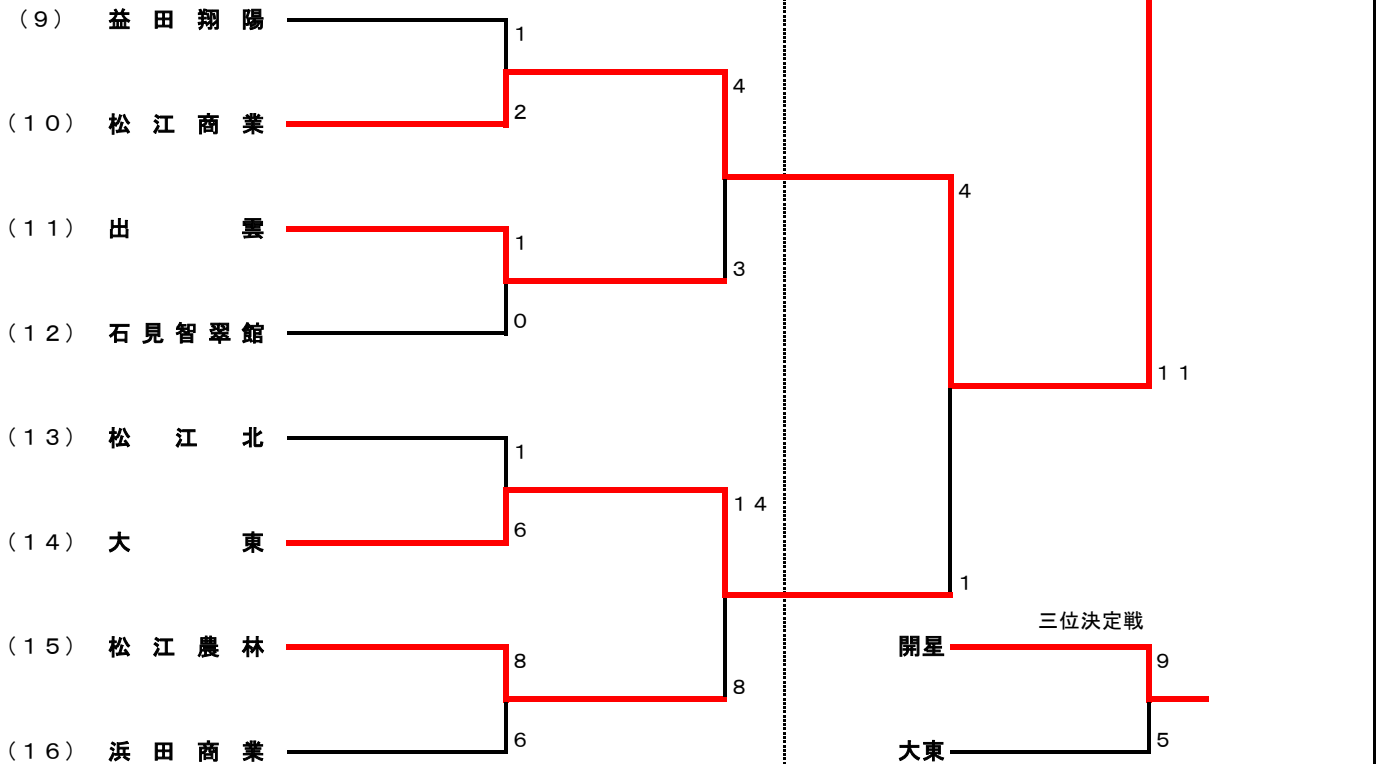 （９） 益田翔陽
1
4
（１０） 松江商業
2
4
（１１） 出雲
1
3
（１２） 石見智翠館
0
１１
（１３） 松江北
1
１４
（１４） 大東
6
1
三位決定戦
（１５） 松江農林
8
開星
9
8
（１６） 浜田商業
6
大東
5